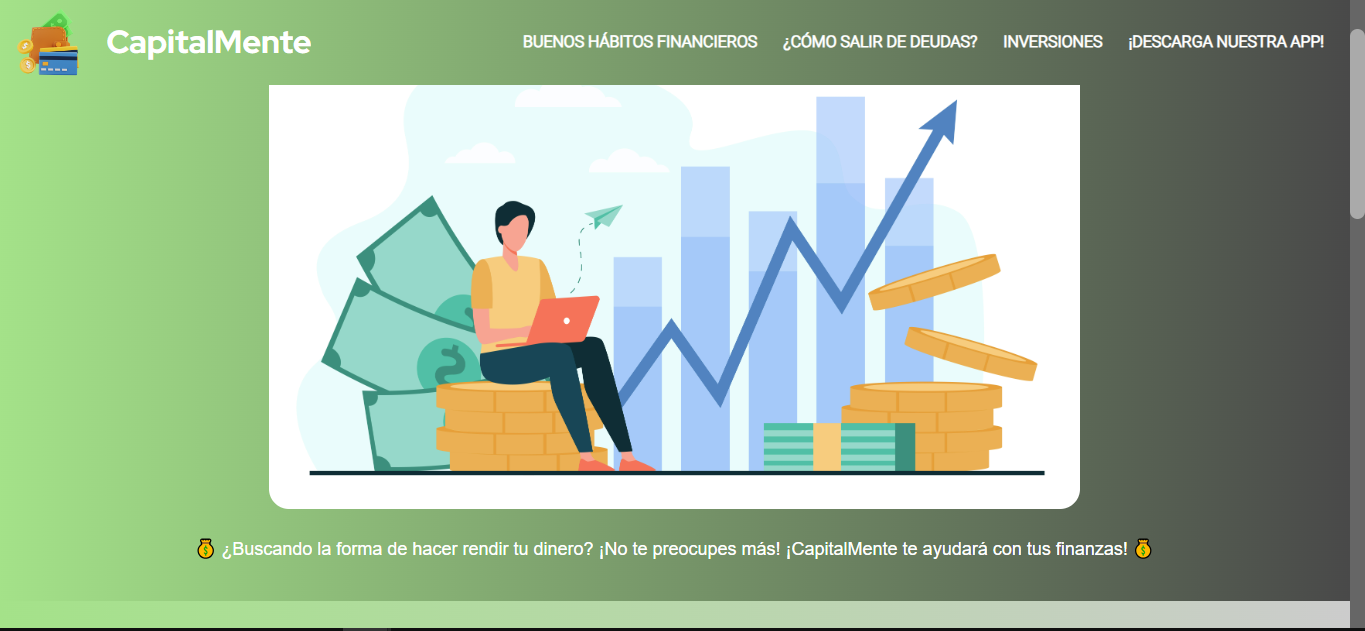 CapitalMente
BUENOS HÁBITOS FINANCIEROS
¿CÓMO SALIR DE DEUDAS?
INVERSIONES
¡DESCARGA NUESTRA APP!
💰 ¿Buscando la forma de hacer rendir tu dinero? ¡No te preocupes más! ¡CapitalMente te ayudará con tus finanzas! 💰